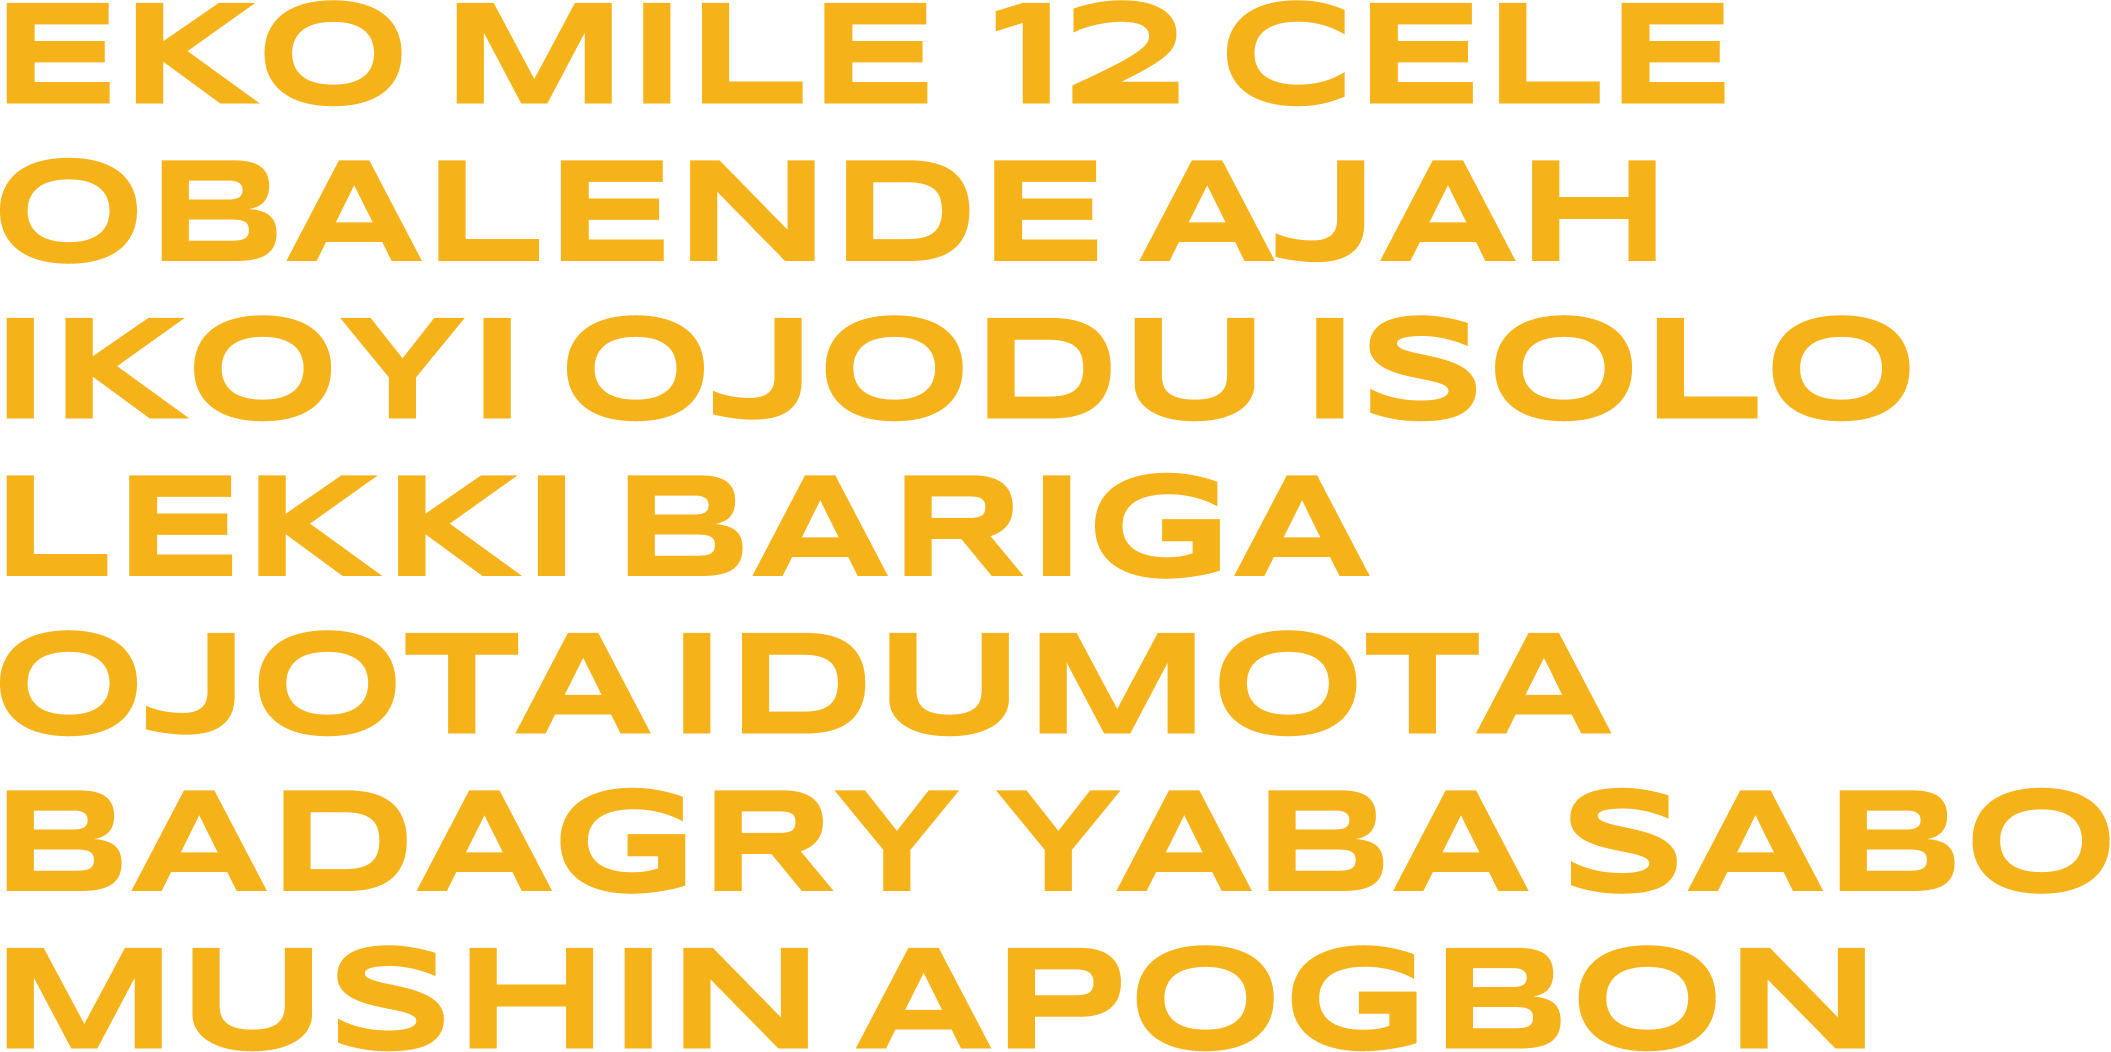 EKO MILE 12 CELE
OBALENDE AJAH
IKOYI OJODU ISOLO
LEKKI BARIGA
OJOTA IDUMOTA
BADAGRY YABA SABO
MUSHIN APOGBON